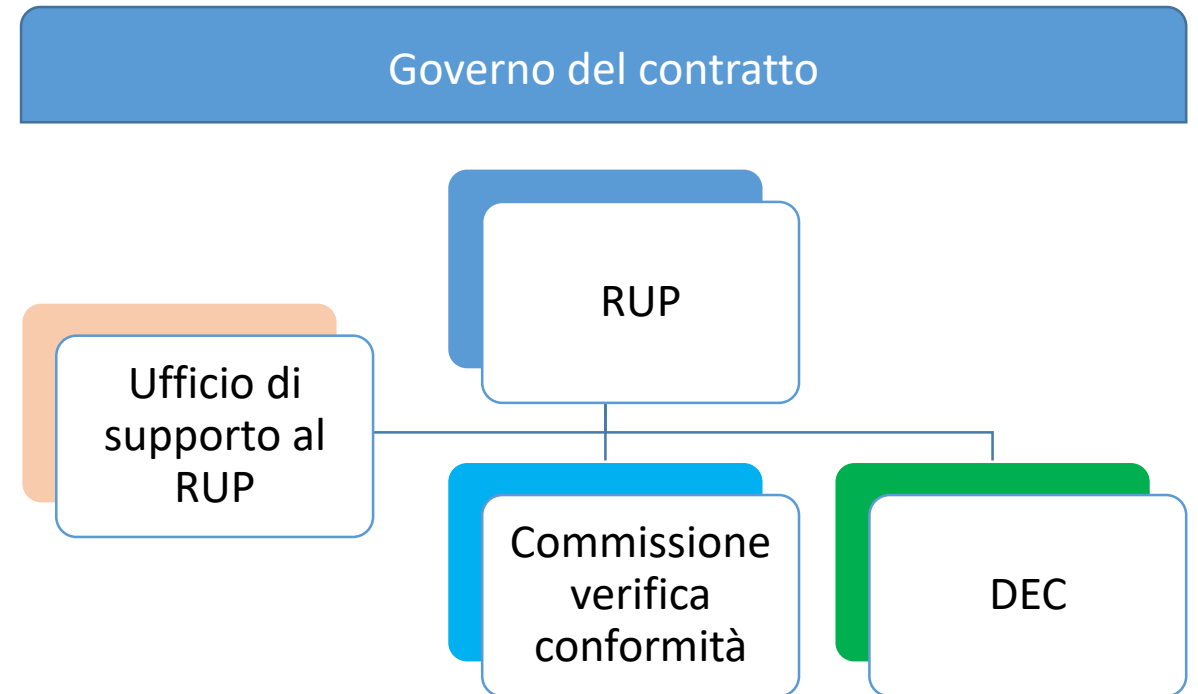 Governo del contratto
RUP
Ufficio di
supporto al
RUP
Commissione
verifica
conformità
DEC